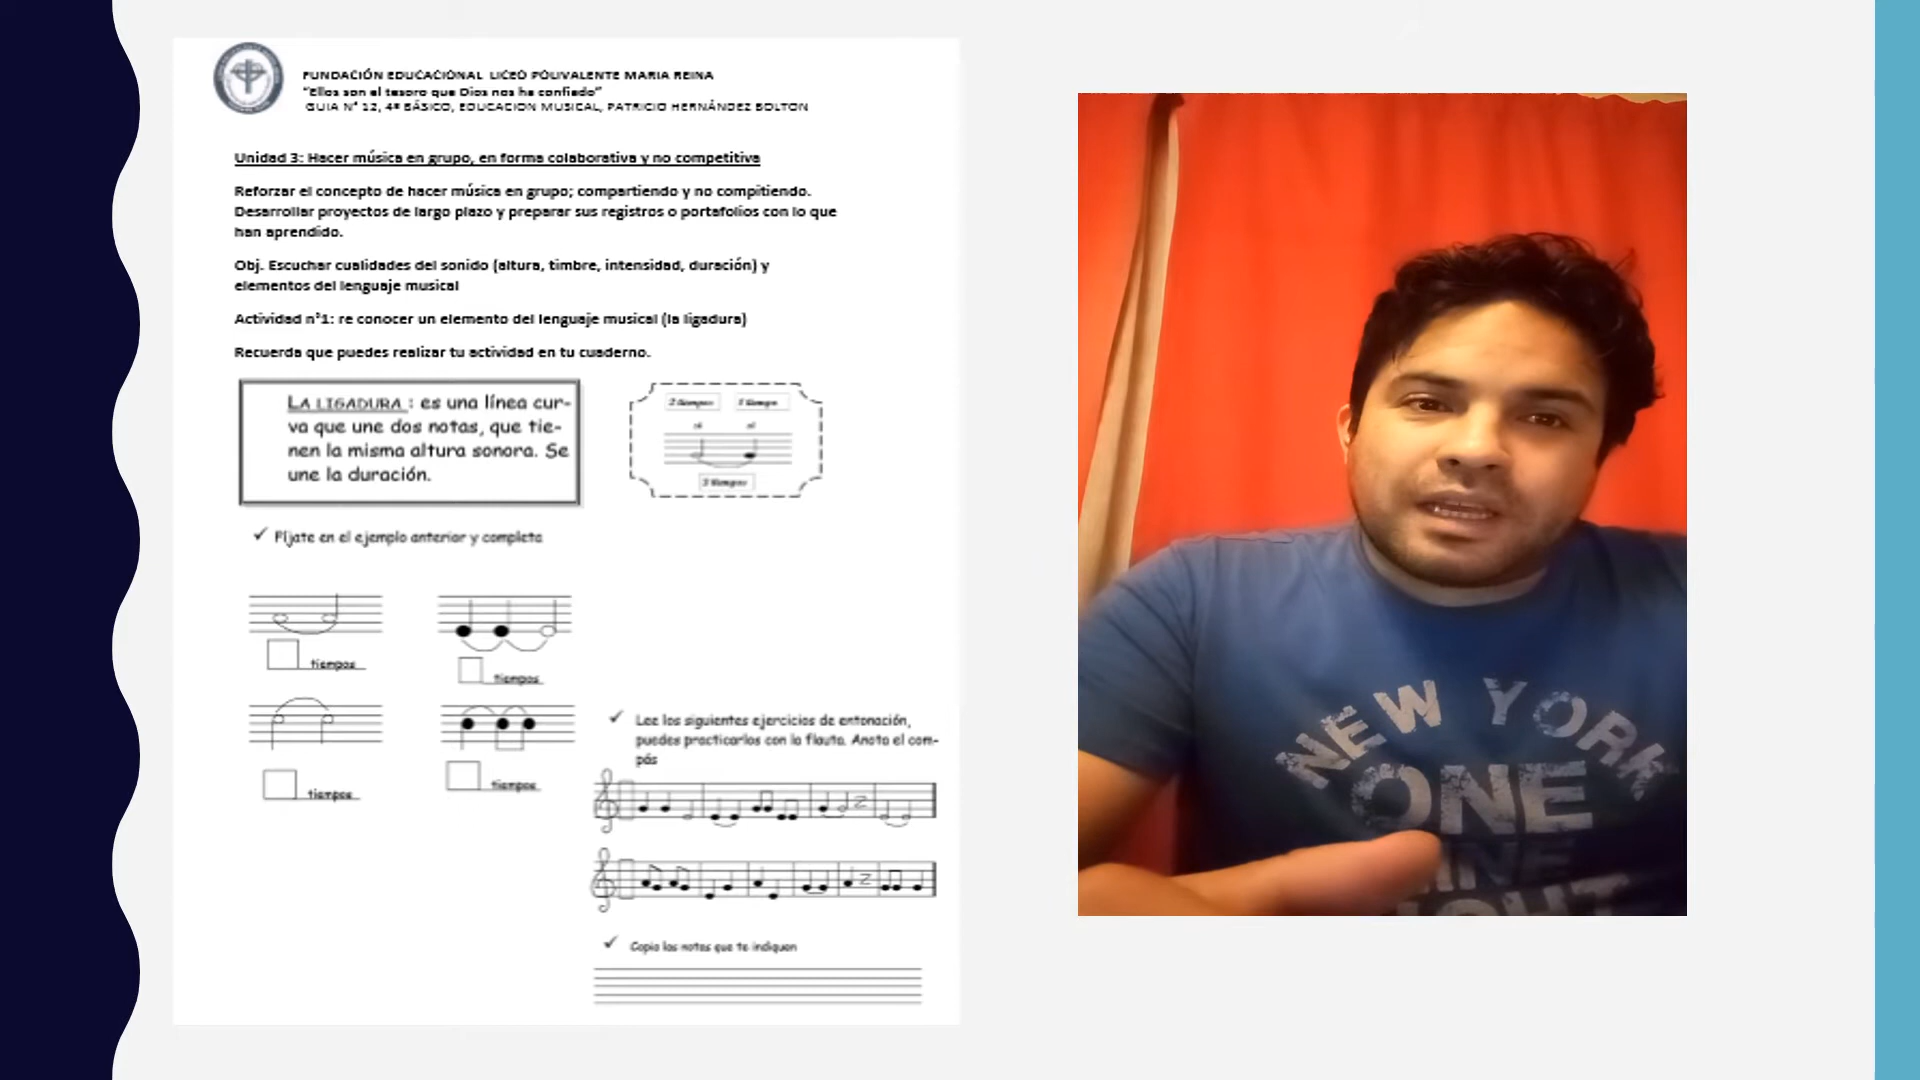 FUNDACIÓN EDUCACIONAL LICEO POLIVALENTE MARIA REINA
"Ellos son el tesoro que Dios nos ha confiado"
GUIA N° 12, 4º BÁSICO, EDUCACION MUSICAL, PATRICIO HERNÁNDEZ BOLTON
Unidad 3: Hacer música en grupo, en forma colaborativa y no competitiva
Reforzar el concepto de hacer música en grupo; compartiendo y no compitiendo.
Desarrollar proyectos de largo plazo y preparar sus registros o portafolios con lo que
han aprendido.
Obj. Escuchar cualidades del sonido (altura, timbre, intensidad, duración) y
elementos del lenguaje musical
Actividad n°1: re conocer un elemento del lenguaje musical (la ligadura)
Recuerda que puedes realizar tu actividad en tu cuaderno.
LA LIGADURA : es una línea cur-
va que une dos notas, que tie-
nen la misma altura sonora. Se
une la duración.
2 tiempos 1 tiempo
3 tiempos
Fíjate en el ejemplo anterior y completa
tiempos
tiempos
tiempos
tiempos
Lee los siguientes ejercicios de entonación,
puedes practicarlos con la flauta. Anota el com-
pás
Copia las notas que te indiquen
NEW YORK
ONE